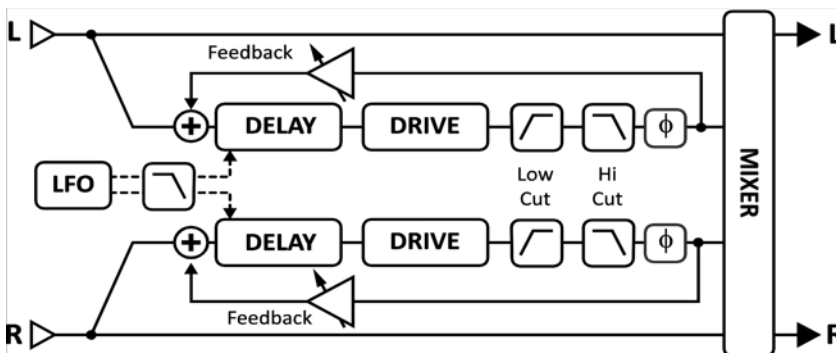 L
L
Feedback
+
DELAY
DRIVE
ϕ
LFO
Low
Cut
Hi
Cut
MIXER
+
DELAY
DRIVE
ϕ
Feedback
R
R